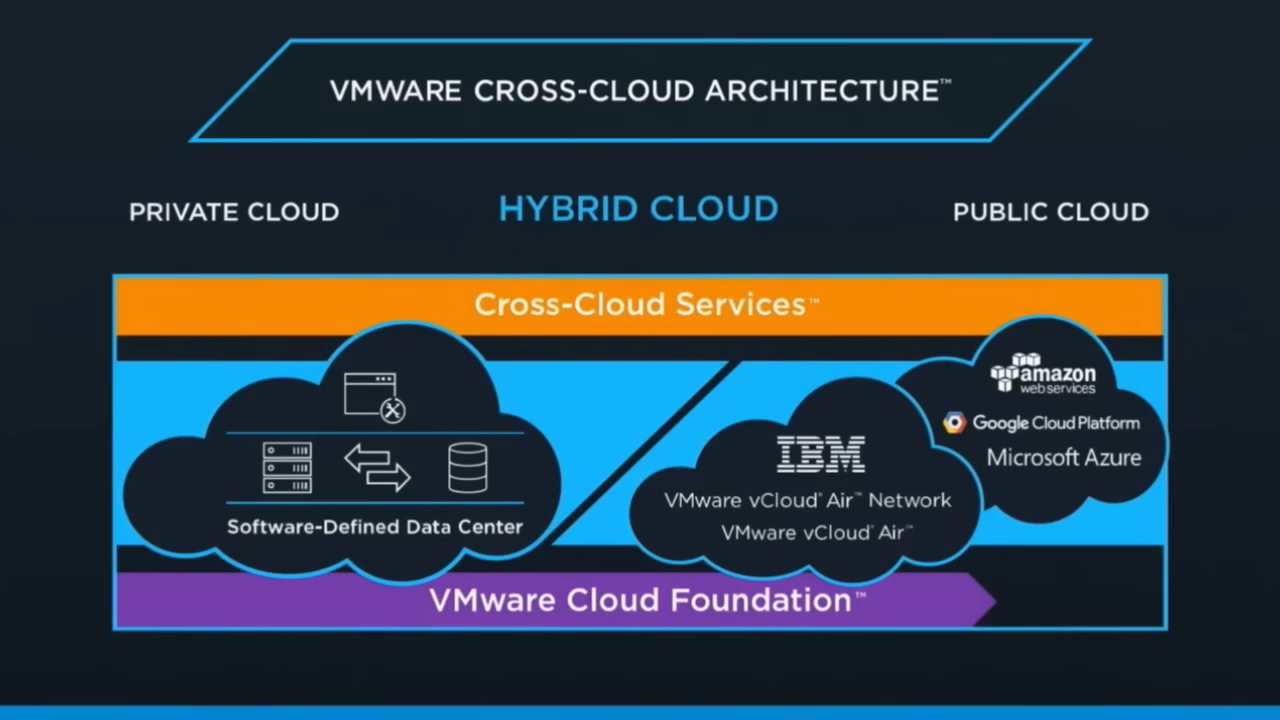 VMWARE CROSS-CLOUD ARCHITECTURE™
PRIVATE CLOUD
HYBRID CLOUD
PUBLIC CLOUD
Cross-Cloud Services™
Software-Defined Data Center
IBM
VMware vCloud® Air™ Network
VMware vCloud® Air™
amazon
web services
Google Cloud Platform
Microsoft Azure
VMware Cloud Foundation™